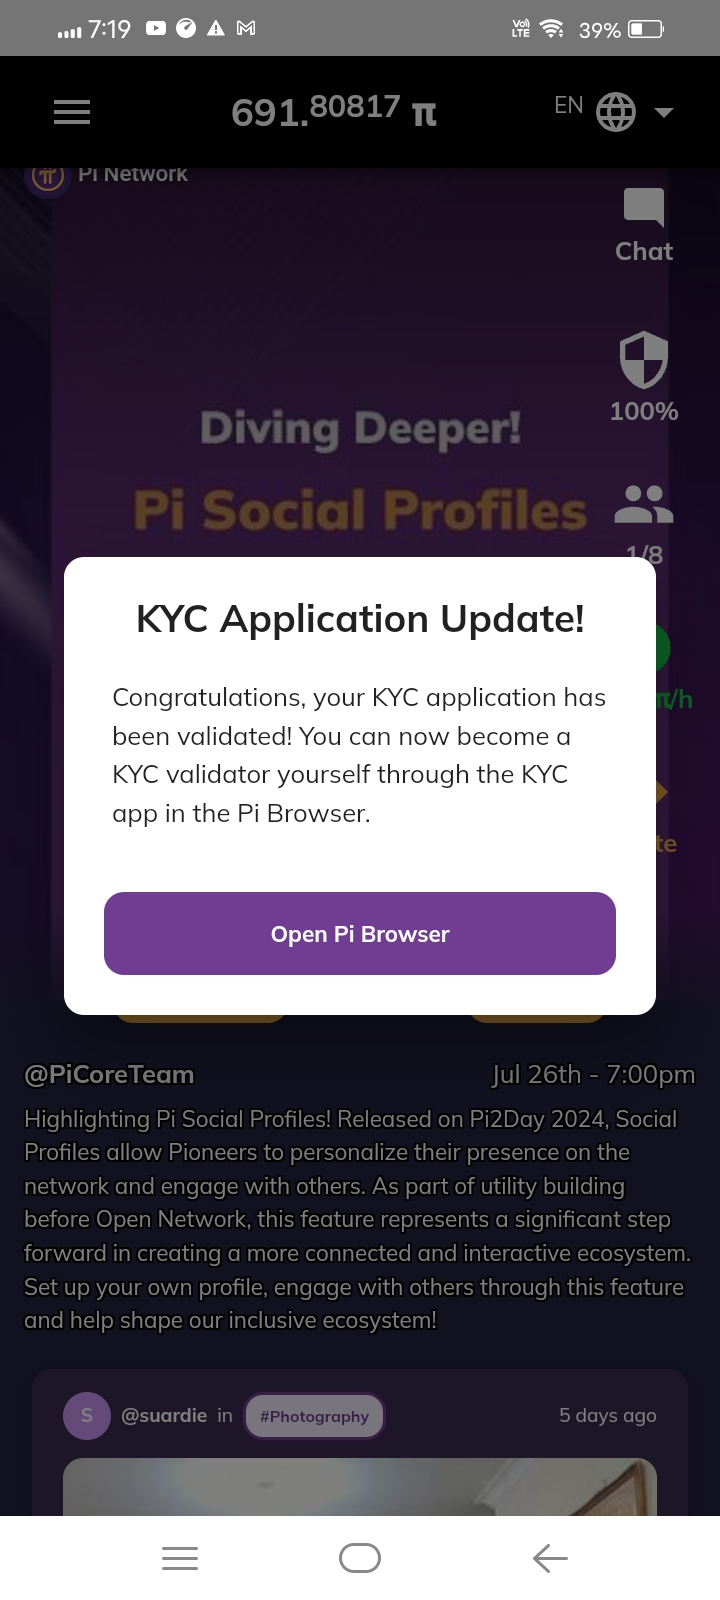 7:19
Vo) LTE
39%
691.80817 π
EN
Pi Network
Chat
100%
Diving Deeper!
Pi Social Profiles
1/8
π/h
te
KYC Application Update!
Congratulations, your KYC application has
been validated! You can now become a
KYC validator yourself through the KYC
app in the Pi Browser.
Open Pi Browser
@PiCoreTeam Jul 26th - 7:00pm
Highlighting Pi Social Profiles! Released on Pi2Day 2024, Social
Profiles allow Pioneers to personalize their presence on the
network and engage with others. As part of utility building
before Open Network, this feature represents a significant step
forward in creating a more connected and interactive ecosystem.
Set up your own profile, engage with others through this feature
and help shape our inclusive ecosystem!
S @suardie in #Photography 5 days ago